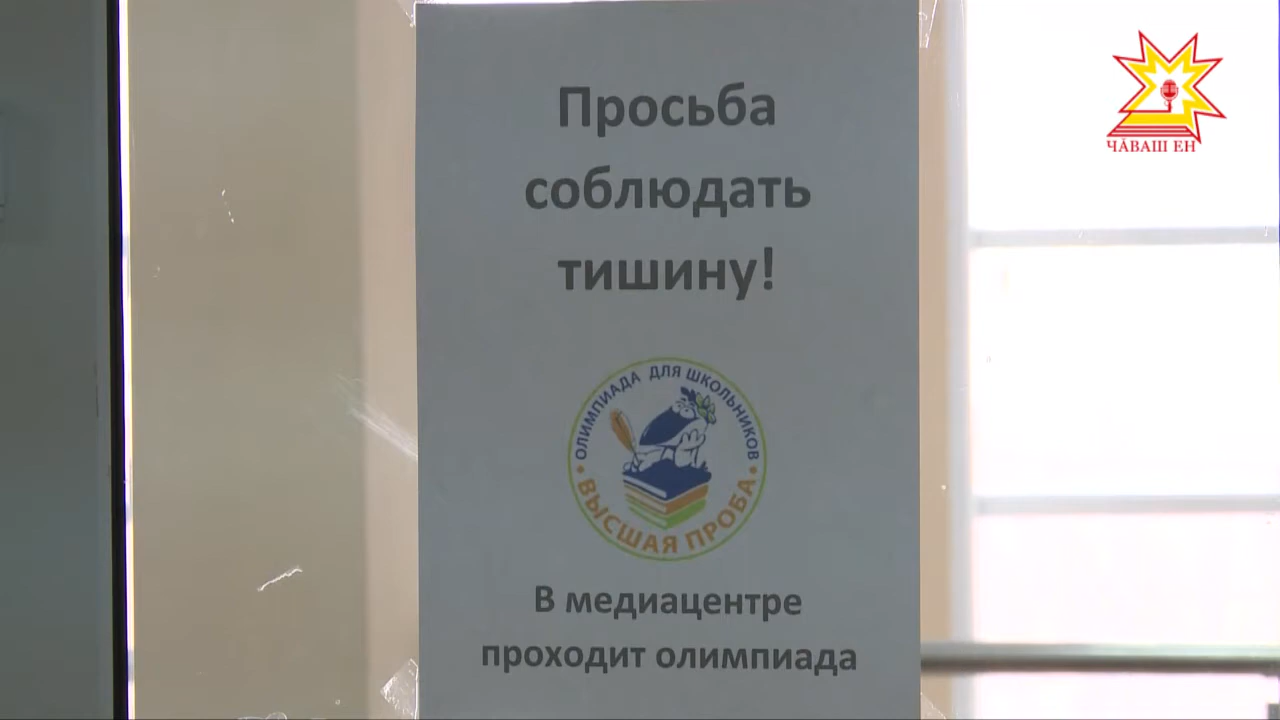 Просьба
соблюдать
тишину!
ОЛИМПИАДА ДЛЯ ШКОЛЬНИКОВ
ВЫСШАЯ ПРОБА
В медиацентре
проходит олимпиада
ЧӐВАШ ЕН